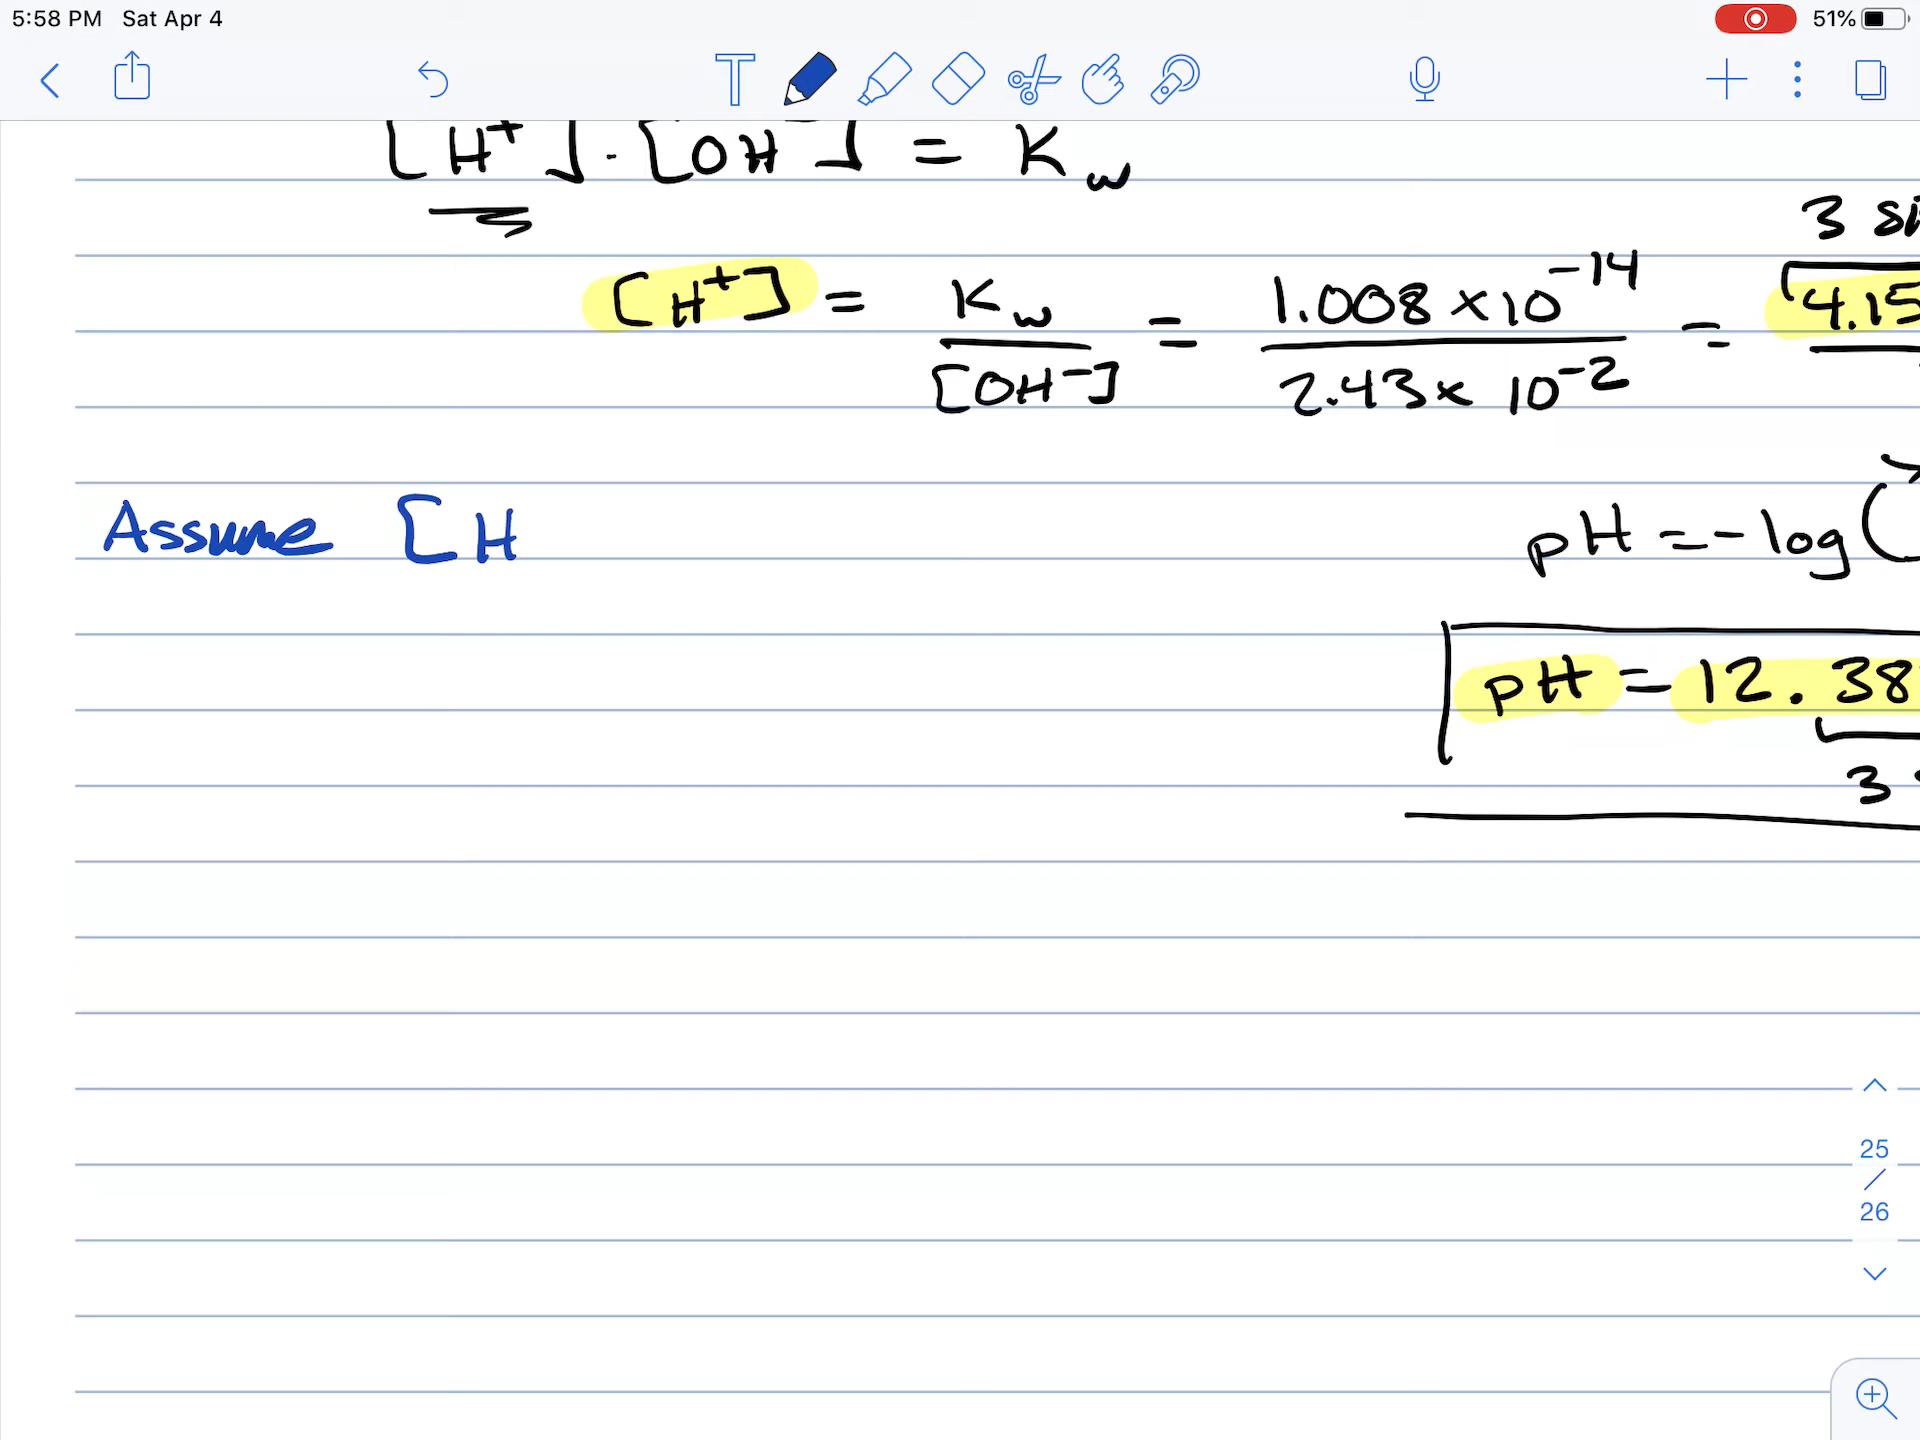 5:58 PM Sat Apr 4 51%
[H⁺] · [OH⁻] = Kw
3
[H⁺] = Kw / [OH⁻] = 1.008 x 10⁻¹⁴ / 2.43 x 10⁻² = 4.15
Assume [H
pH = - log (
pH = 12.38
3
25
/
26